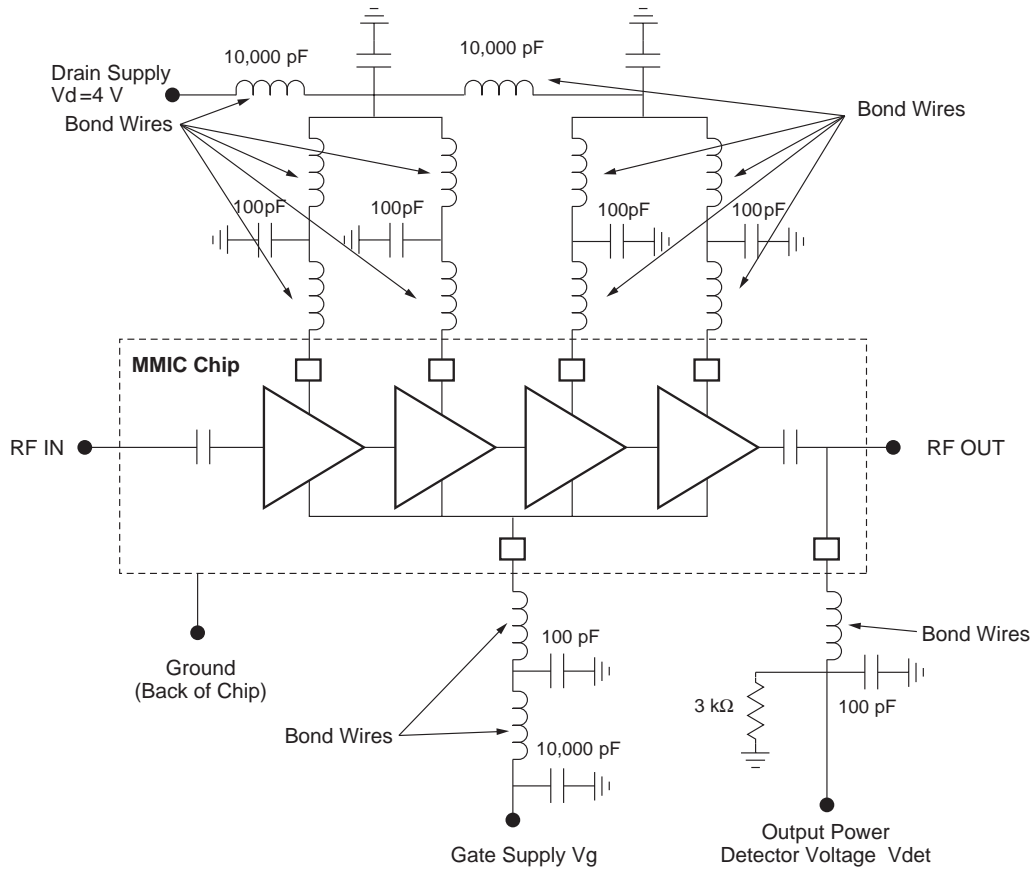 10,000 pF
10,000 pF
Drain Supply
Vd=4 V
Bond Wires
Bond Wires
100pF
100pF
100pF
100pF
MMIC Chip
RF IN
RF OUT
Ground
(Back of Chip)
100 pF
Bond Wires
10,000 pF
Gate Supply Vg
Bond Wires
3 kΩ
100 pF
Output Power
Detector Voltage Vdet